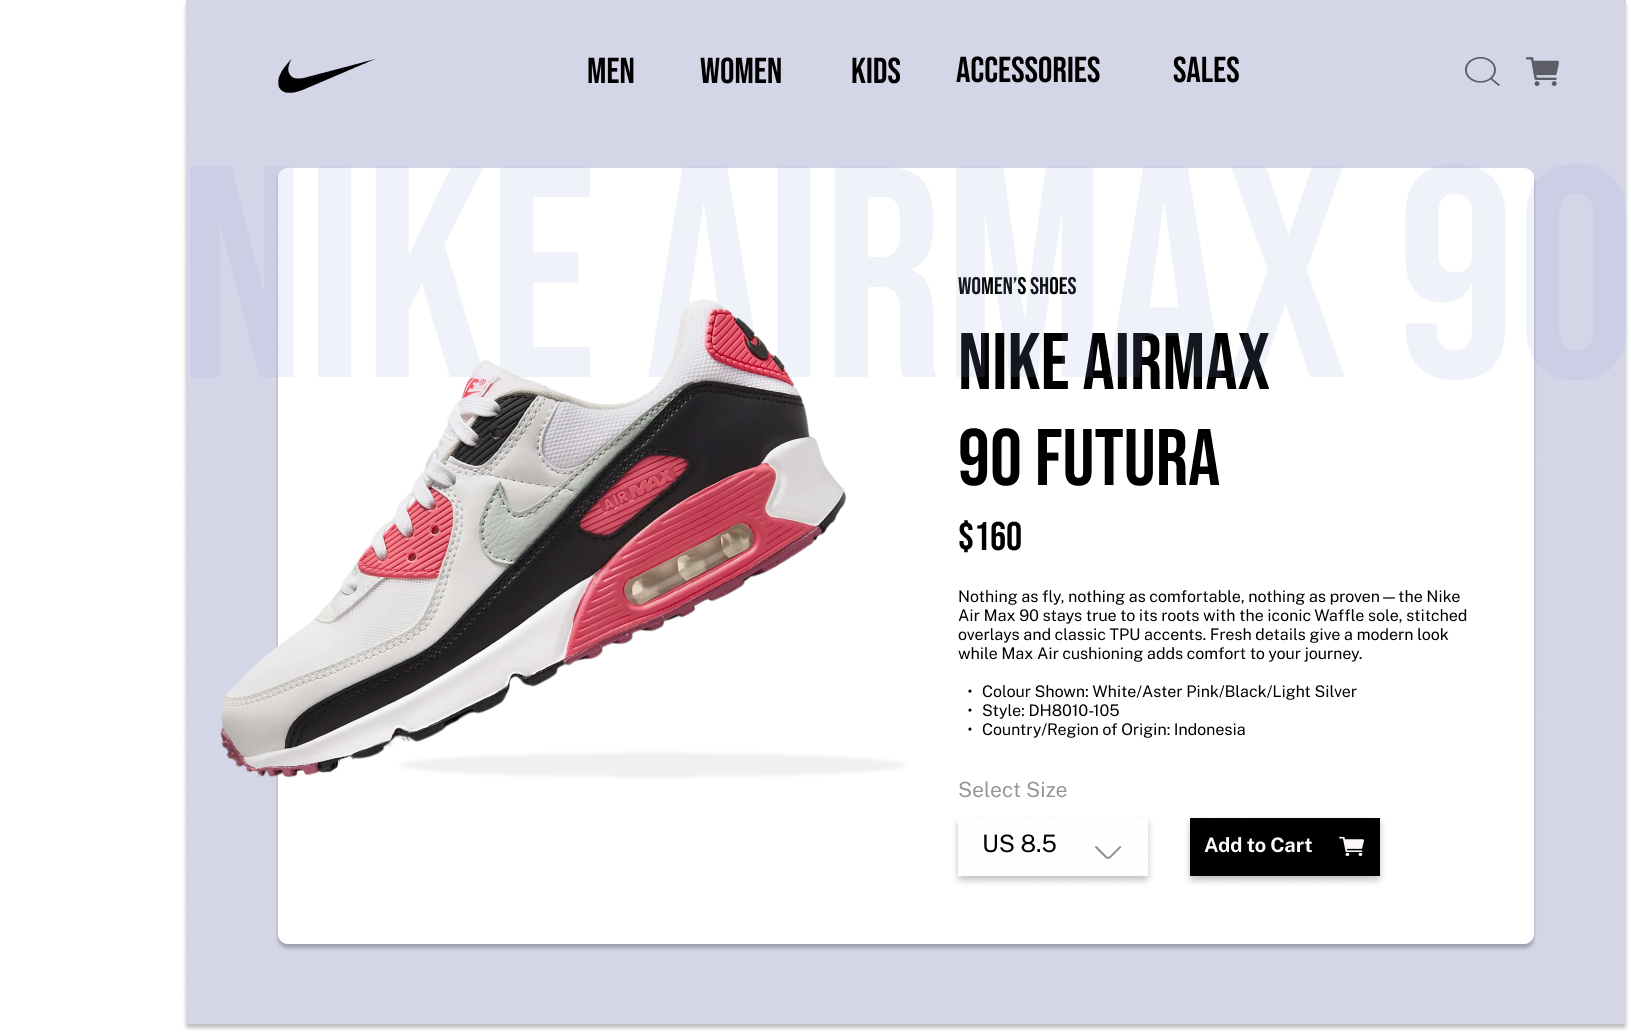 MEN WOMEN KIDS ACCESSORIES SALES
NIKE AIRMAX 90
WOMEN'S SHOES
NIKE AIRMAX
90 FUTURA
$160
Nothing as fly, nothing as comfortable, nothing as proven — the Nike
Air Max 90 stays true to its roots with the iconic Waffle sole, stitched
overlays and classic TPU accents. Fresh details give a modern look
while Max Air cushioning adds comfort to your journey.
• Colour Shown: White/Aster Pink/Black/Light Silver
• Style: DH8010-105
• Country/Region of Origin: Indonesia
AIR MAX
Select Size
US 8.5
Add to Cart